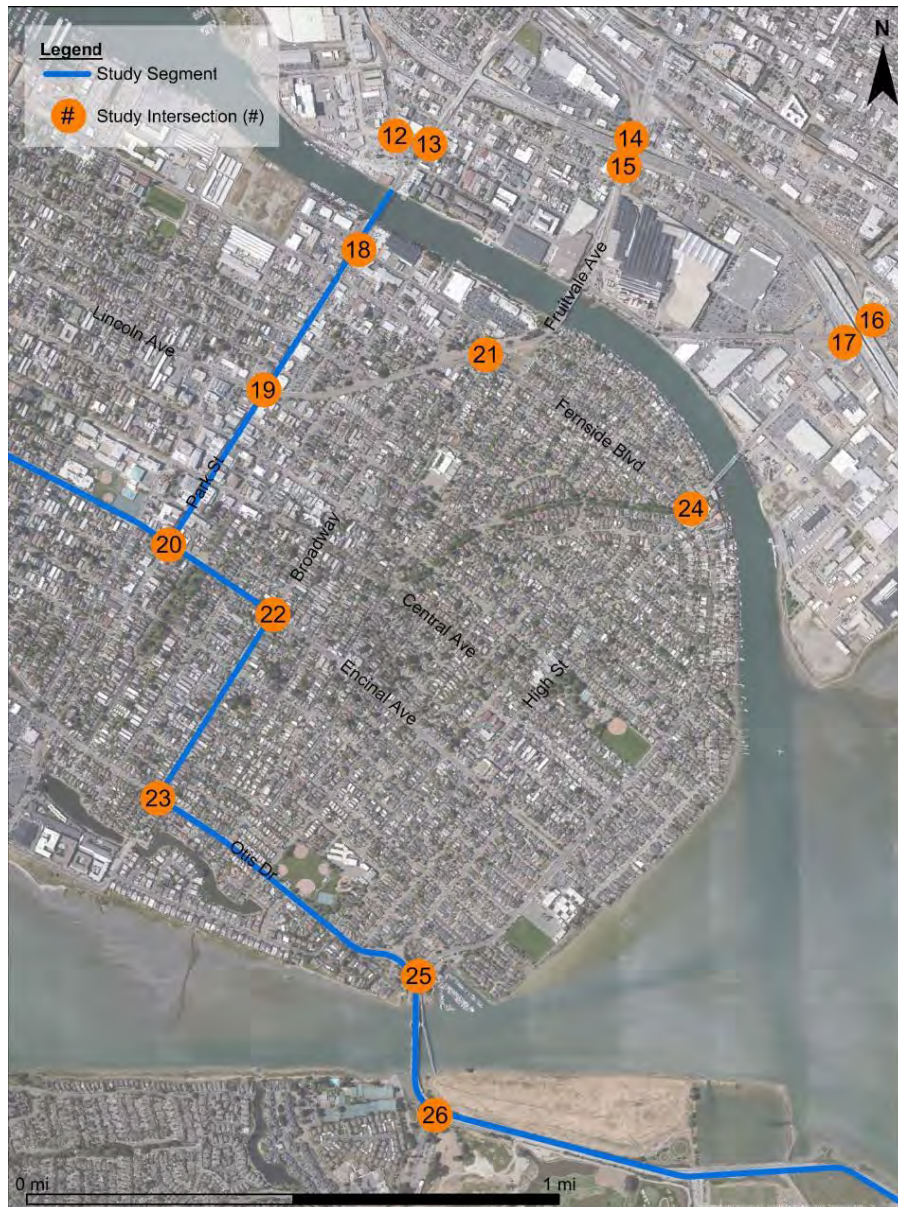 N
Legend
Study Segment
# Study Intersection (#)
12
13
14
15
18
Fruitvale Ave
16
17
Lincoln Ave
21
19
Fernside Blvd
Park St
24
20
Broadway
22
Central Ave
Encinal Ave
High St
23
Otis Dr
25
26
0 mi
1 mi